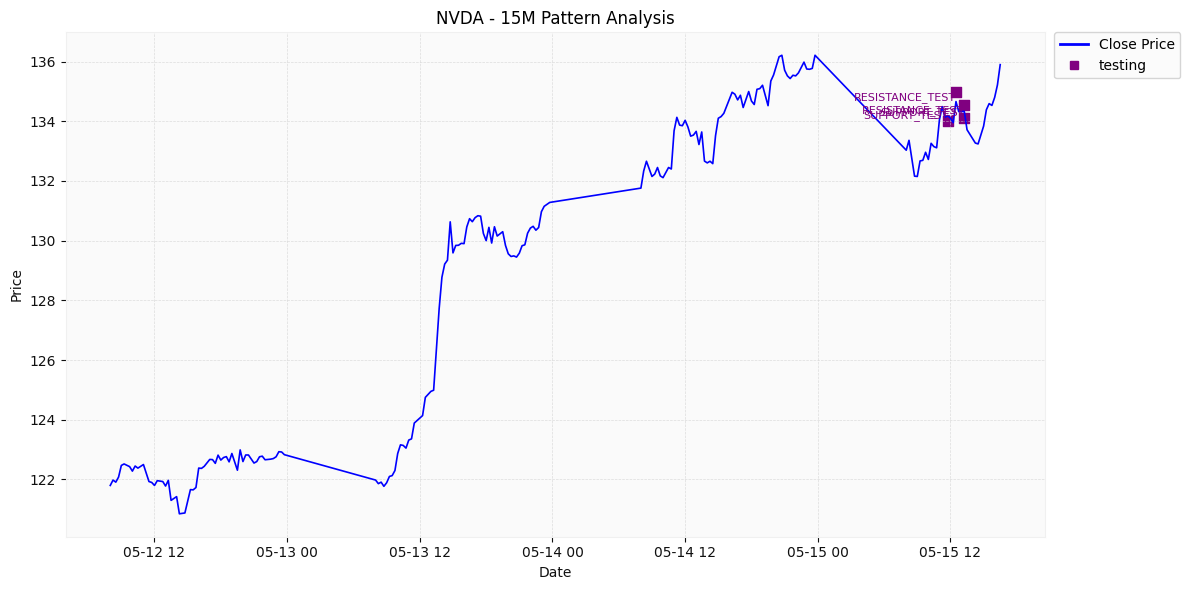 NVDA - 15M Pattern Analysis
Close Price
testing
136
134
132
130
128
126
124
122
Price
RESISTANCE_TEST
RESISTANCE_TEST
SUPPORT_TEST
05-12 12
05-13 00
05-13 12
05-14 00
05-14 12
05-15 00
05-15 12
Date